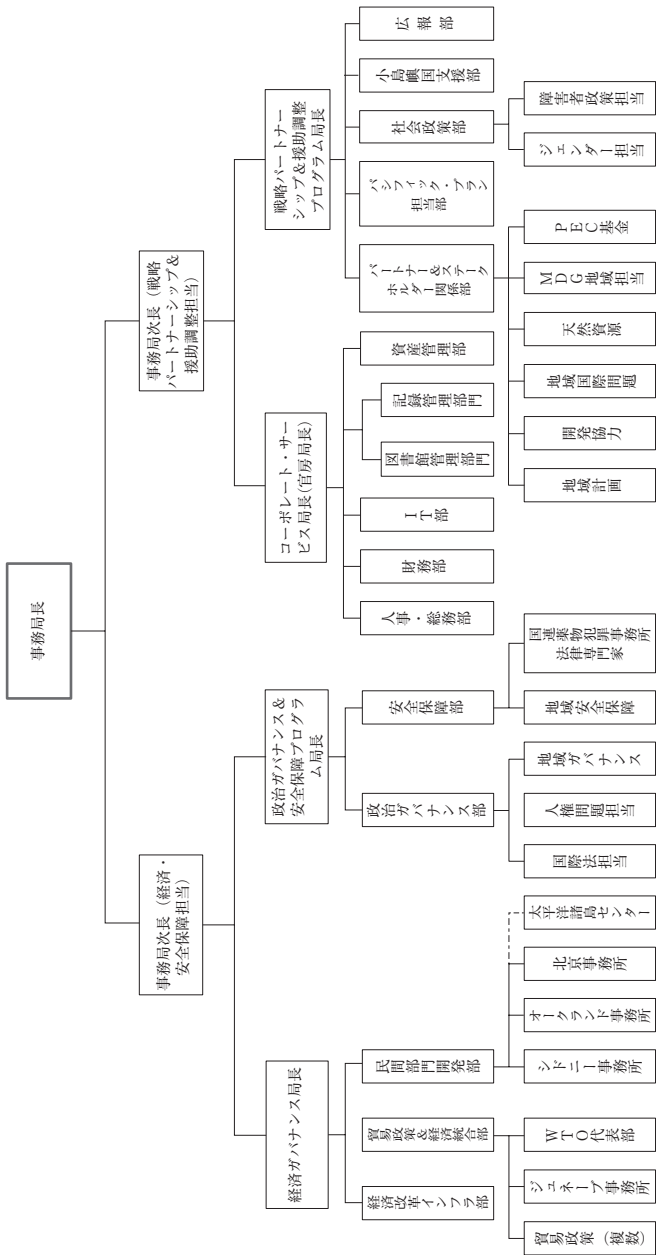 事務局長
事務局次長（経済・
安全保障担当）
事務局次長（戦略
パートナーシップ＆
援助調整担当）
経済ガバナンス局長
政治ガバナンス＆
安全保障プログラ
ム局長
コーポレート・サー
ビス局長(官房局長)
戦略パートナー
シップ＆援助調整
プログラム局長
経済改革インフラ部
貿易政策＆経済統合部
民間部門開発部
政治ガバナンス部
安全保障部
人事・総務部
財務部
IT部
図書館管理部門
記録管理部門
資産管理部
パートナー＆ステーク
ホルダー関係部
パシフィック・プラン
担当部
社会政策部
小島嶼国支援部
広報部
貿易政策（複数）
ジュネーブ事務所
WTO代表部
シドニー事務所
オークランド事務所
北京事務所
太平洋諸島センター
国際法担当
人権問題担当
地域ガバナンス
地域安全保障
国連薬物犯罪事務所
法律専門家
地域計画
開発協力
地域国際問題
天然資源
MDG地域担当
PEC基金
ジェンダー担当
障害者政策担当